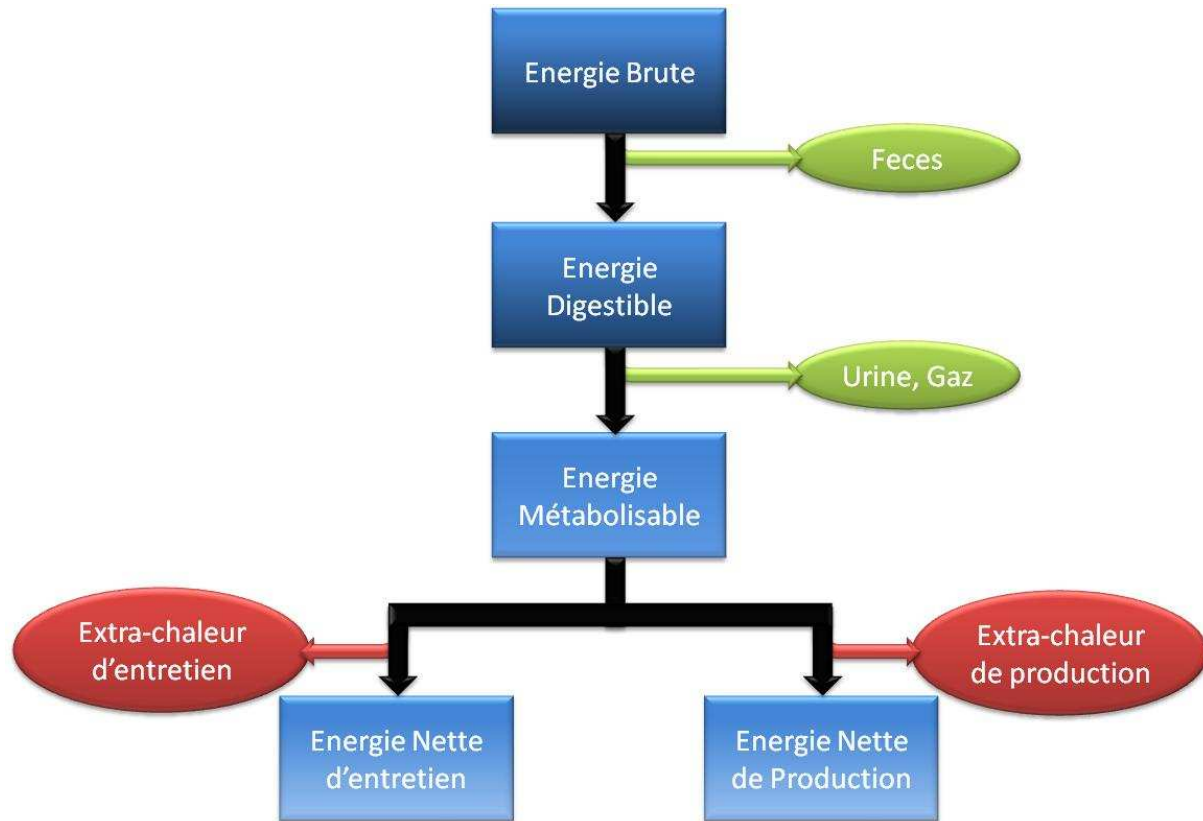 Energie Brute
Feces
Energie
Digestible
Urine, Gaz
Energie
Métabolisable
Extra-chaleur
d’entretien
Extra-chaleur
de production
Energie Nette
d’entretien
Energie Nette
de Production